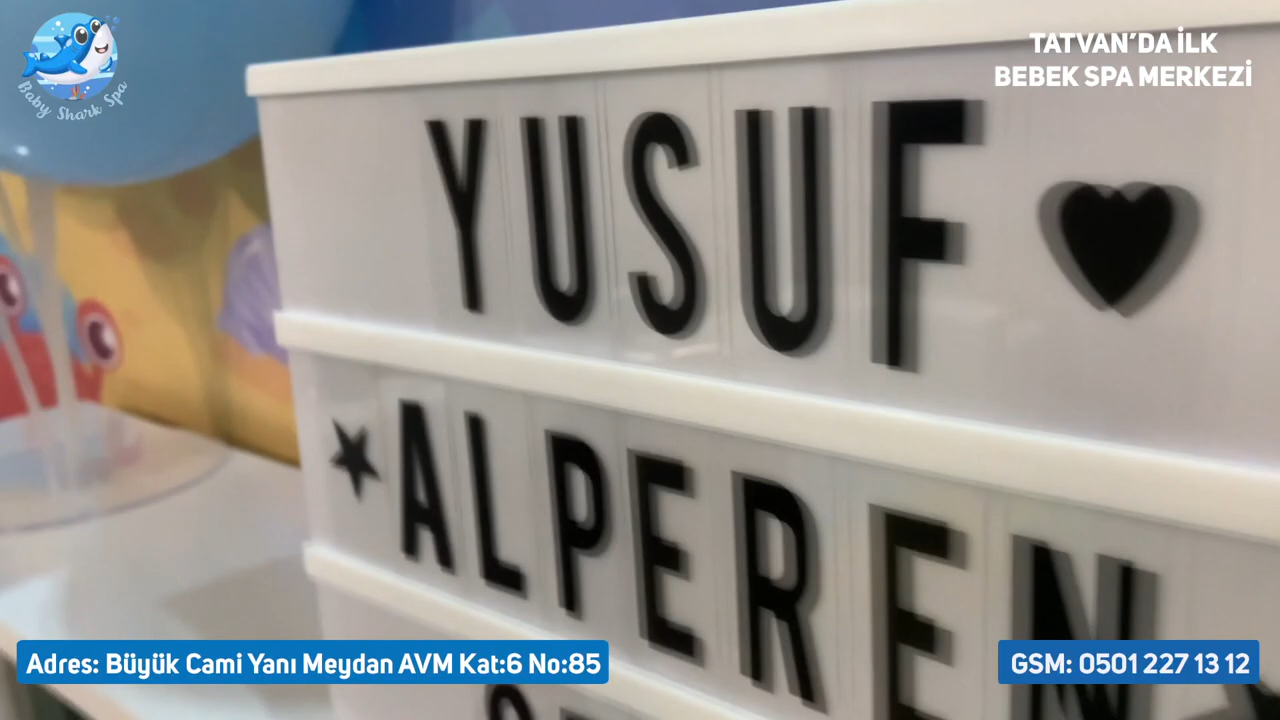 Baby Shark Spa
TATVAN'DA İLK
BEBEK SPA MERKEZİ
YUSUF
ALPEREN
Adres: Büyük Cami Yanı Meydan AVM Kat:6 No:85
GSM: 0501 227 13 12